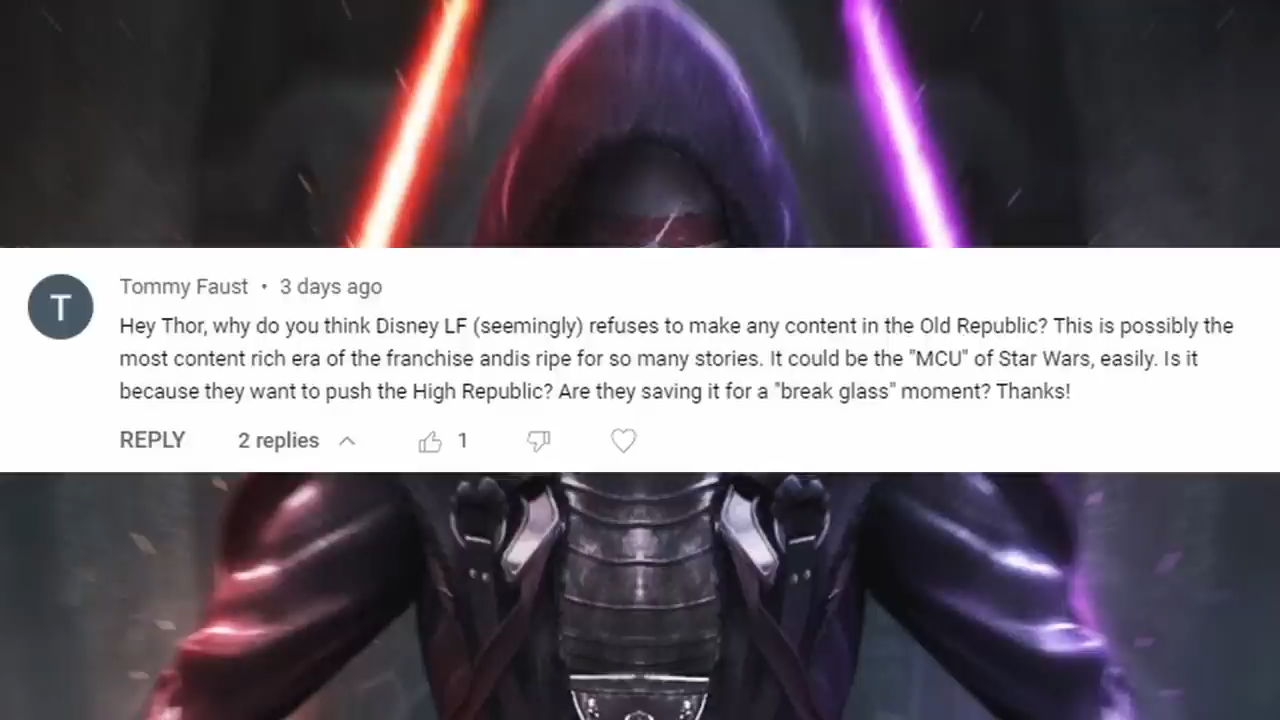 T
Tommy Faust • 3 days ago
Hey Thor, why do you think Disney LF (seemingly) refuses to make any content in the Old Republic? This is possibly the
most content rich era of the franchise andis ripe for so many stories. It could be the "MCU" of Star Wars, easily. Is it
because they want to push the High Republic? Are they saving it for a "break glass" moment? Thanks!
REPLY 2 replies 1